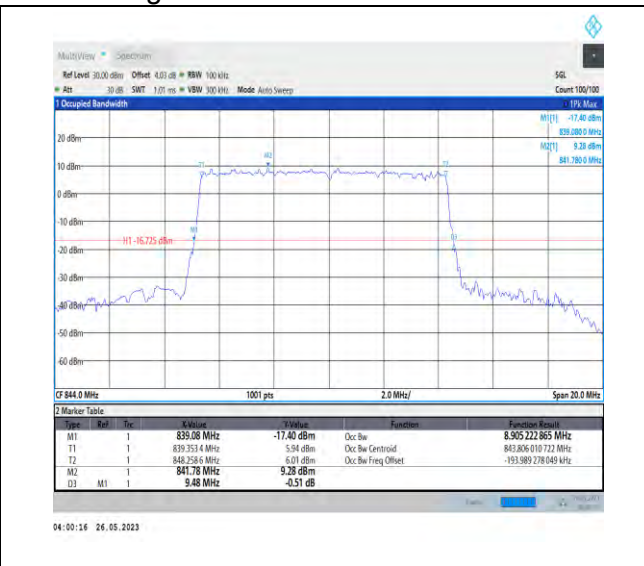 MultiView Spectrum
Ref Level 30.00 dBm Offset 4.03 dB RBW 100 kHz SGL
Att 30 dB SWT 1.01 ms VBW 300 kHz Mode Auto Sweep Count 100/100
1 Occupied Bandwidth 1Pk Max
M1[1] -17.40 dBm
839.080 0 MHz
M2[1] 9.28 dBm
841.780 0 MHz
20 dBm
10 dBm
0 dBm
-10 dBm
-20 dBm
-30 dBm
-40 dBm
-50 dBm
-60 dBm
T1
M2
T2
M1
D3
H1 -16.725 dBm
CF 844.0 MHz 1001 pts 2.0 MHz/ Span 20.0 MHz
2 Marker Table
Type Ref Trc X-Value Y-Value Function Function Result
M1 1 839.08 MHz -17.40 dBm Occ Bw 8.905 222 865 MHz
T1 1 839.353 4 MHz 5.94 dBm Occ Bw Centroid 843.806 010 722 MHz
T2 1 848.258 6 MHz 6.01 dBm Occ Bw Freq Offset -193.989 278 049 kHz
M2 1 841.78 MHz 9.28 dBm
D3 M1 1 9.48 MHz -0.51 dB
04:00:16 26.05.2023